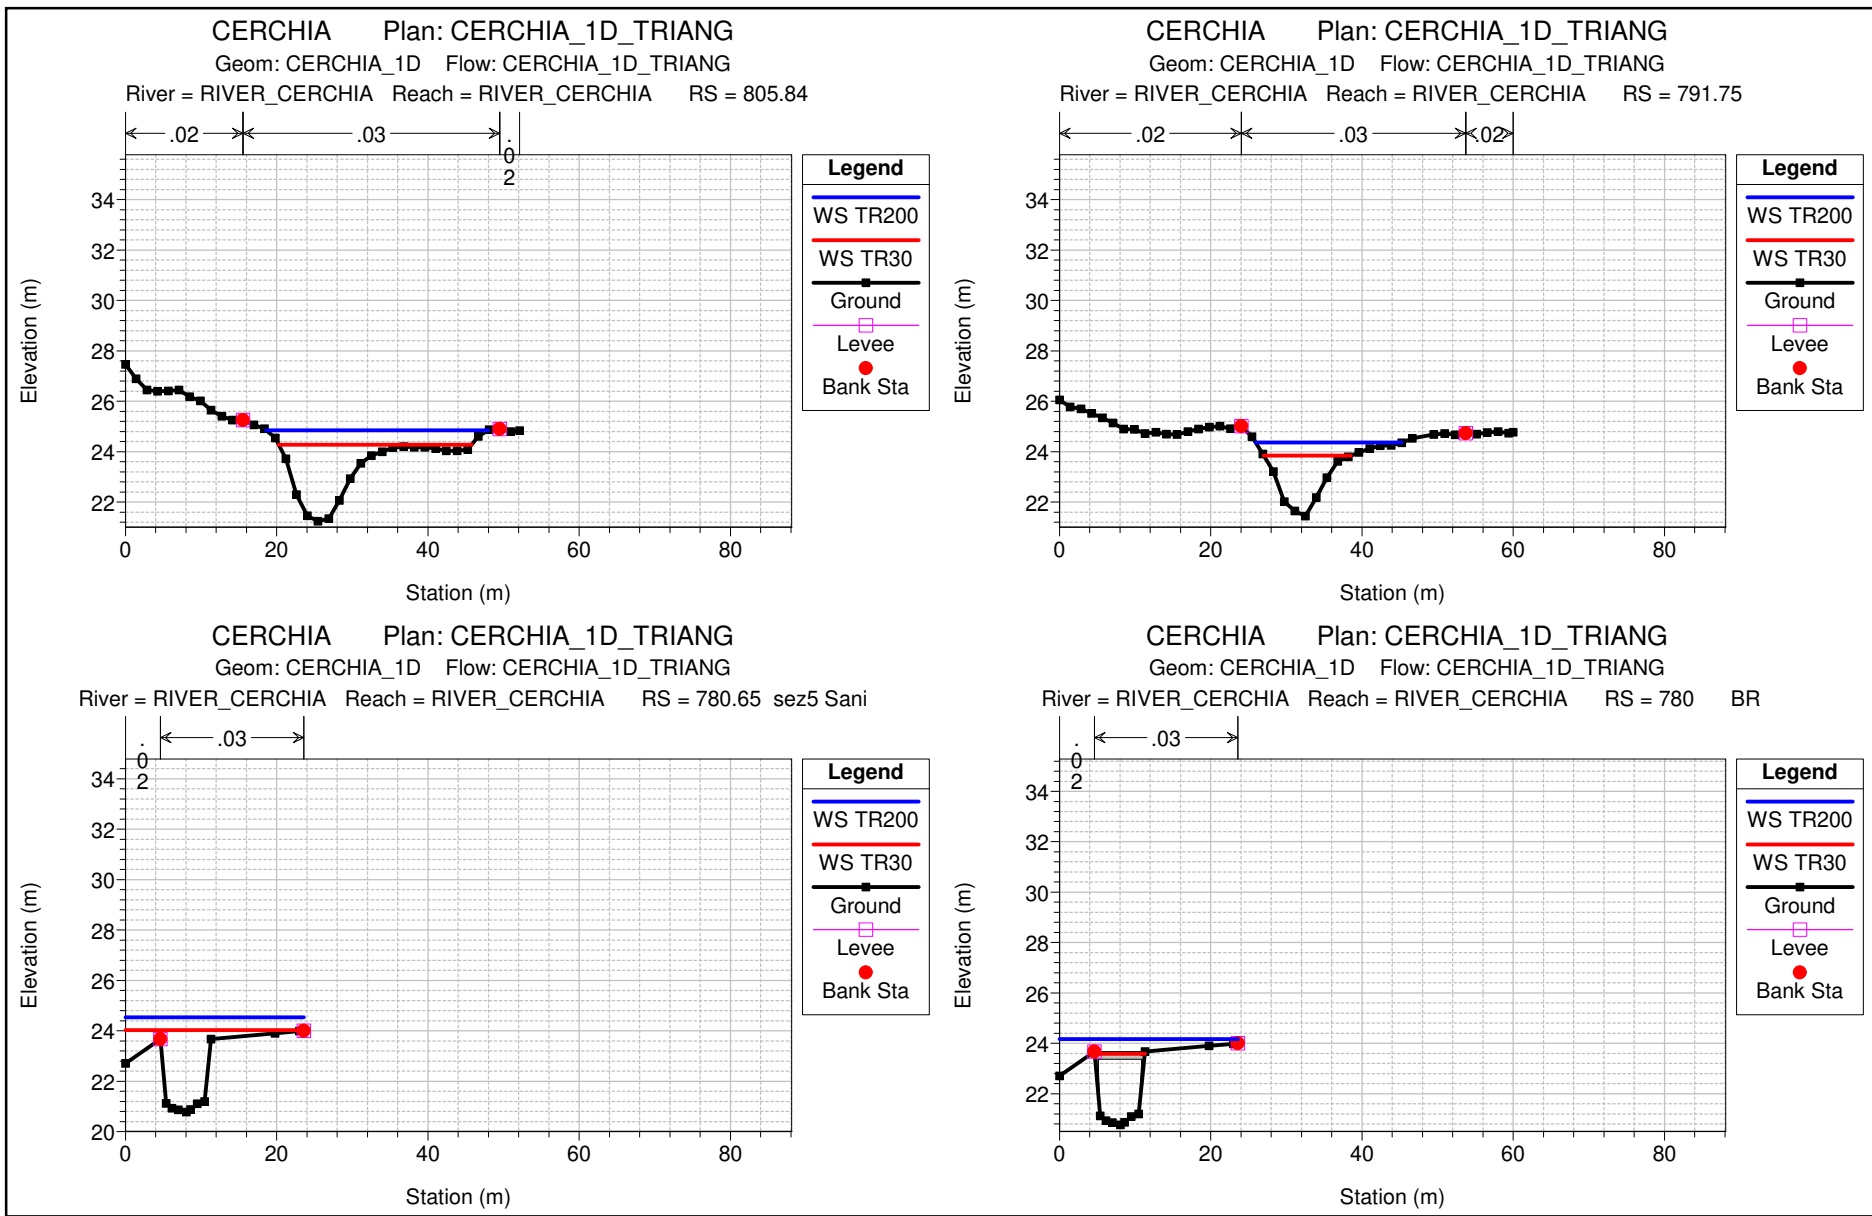 CERCHIA Plan: CERCHIA_1D_TRIANG
Geom: CERCHIA_1D Flow: CERCHIA_1D_TRIANG
River = RIVER_CERCHIA Reach = RIVER_CERCHIA RS = 805.84
.02 .03 .02
Legend
WS TR200
WS TR30
Ground
Levee
Bank Sta
34
32
30
28
26
24
22
Elevation (m)
0 20 40 60 80
Station (m)
CERCHIA Plan: CERCHIA_1D_TRIANG
Geom: CERCHIA_1D Flow: CERCHIA_1D_TRIANG
River = RIVER_CERCHIA Reach = RIVER_CERCHIA RS = 791.75
.02 .03 .02
Legend
WS TR200
WS TR30
Ground
Levee
Bank Sta
34
32
30
28
26
24
22
Elevation (m)
0 20 40 60 80
Station (m)
CERCHIA Plan: CERCHIA_1D_TRIANG
Geom: CERCHIA_1D Flow: CERCHIA_1D_TRIANG
River = RIVER_CERCHIA Reach = RIVER_CERCHIA RS = 780.65 sez5 Sani
.02 .03
Legend
WS TR200
WS TR30
Ground
Levee
Bank Sta
34
32
30
28
26
24
22
20
Elevation (m)
0 20 40 60 80
Station (m)
CERCHIA Plan: CERCHIA_1D_TRIANG
Geom: CERCHIA_1D Flow: CERCHIA_1D_TRIANG
River = RIVER_CERCHIA Reach = RIVER_CERCHIA RS = 780 BR
.02 .03
Legend
WS TR200
WS TR30
Ground
Levee
Bank Sta
34
32
30
28
26
24
22
Elevation (m)
0 20 40 60 80
Station (m)